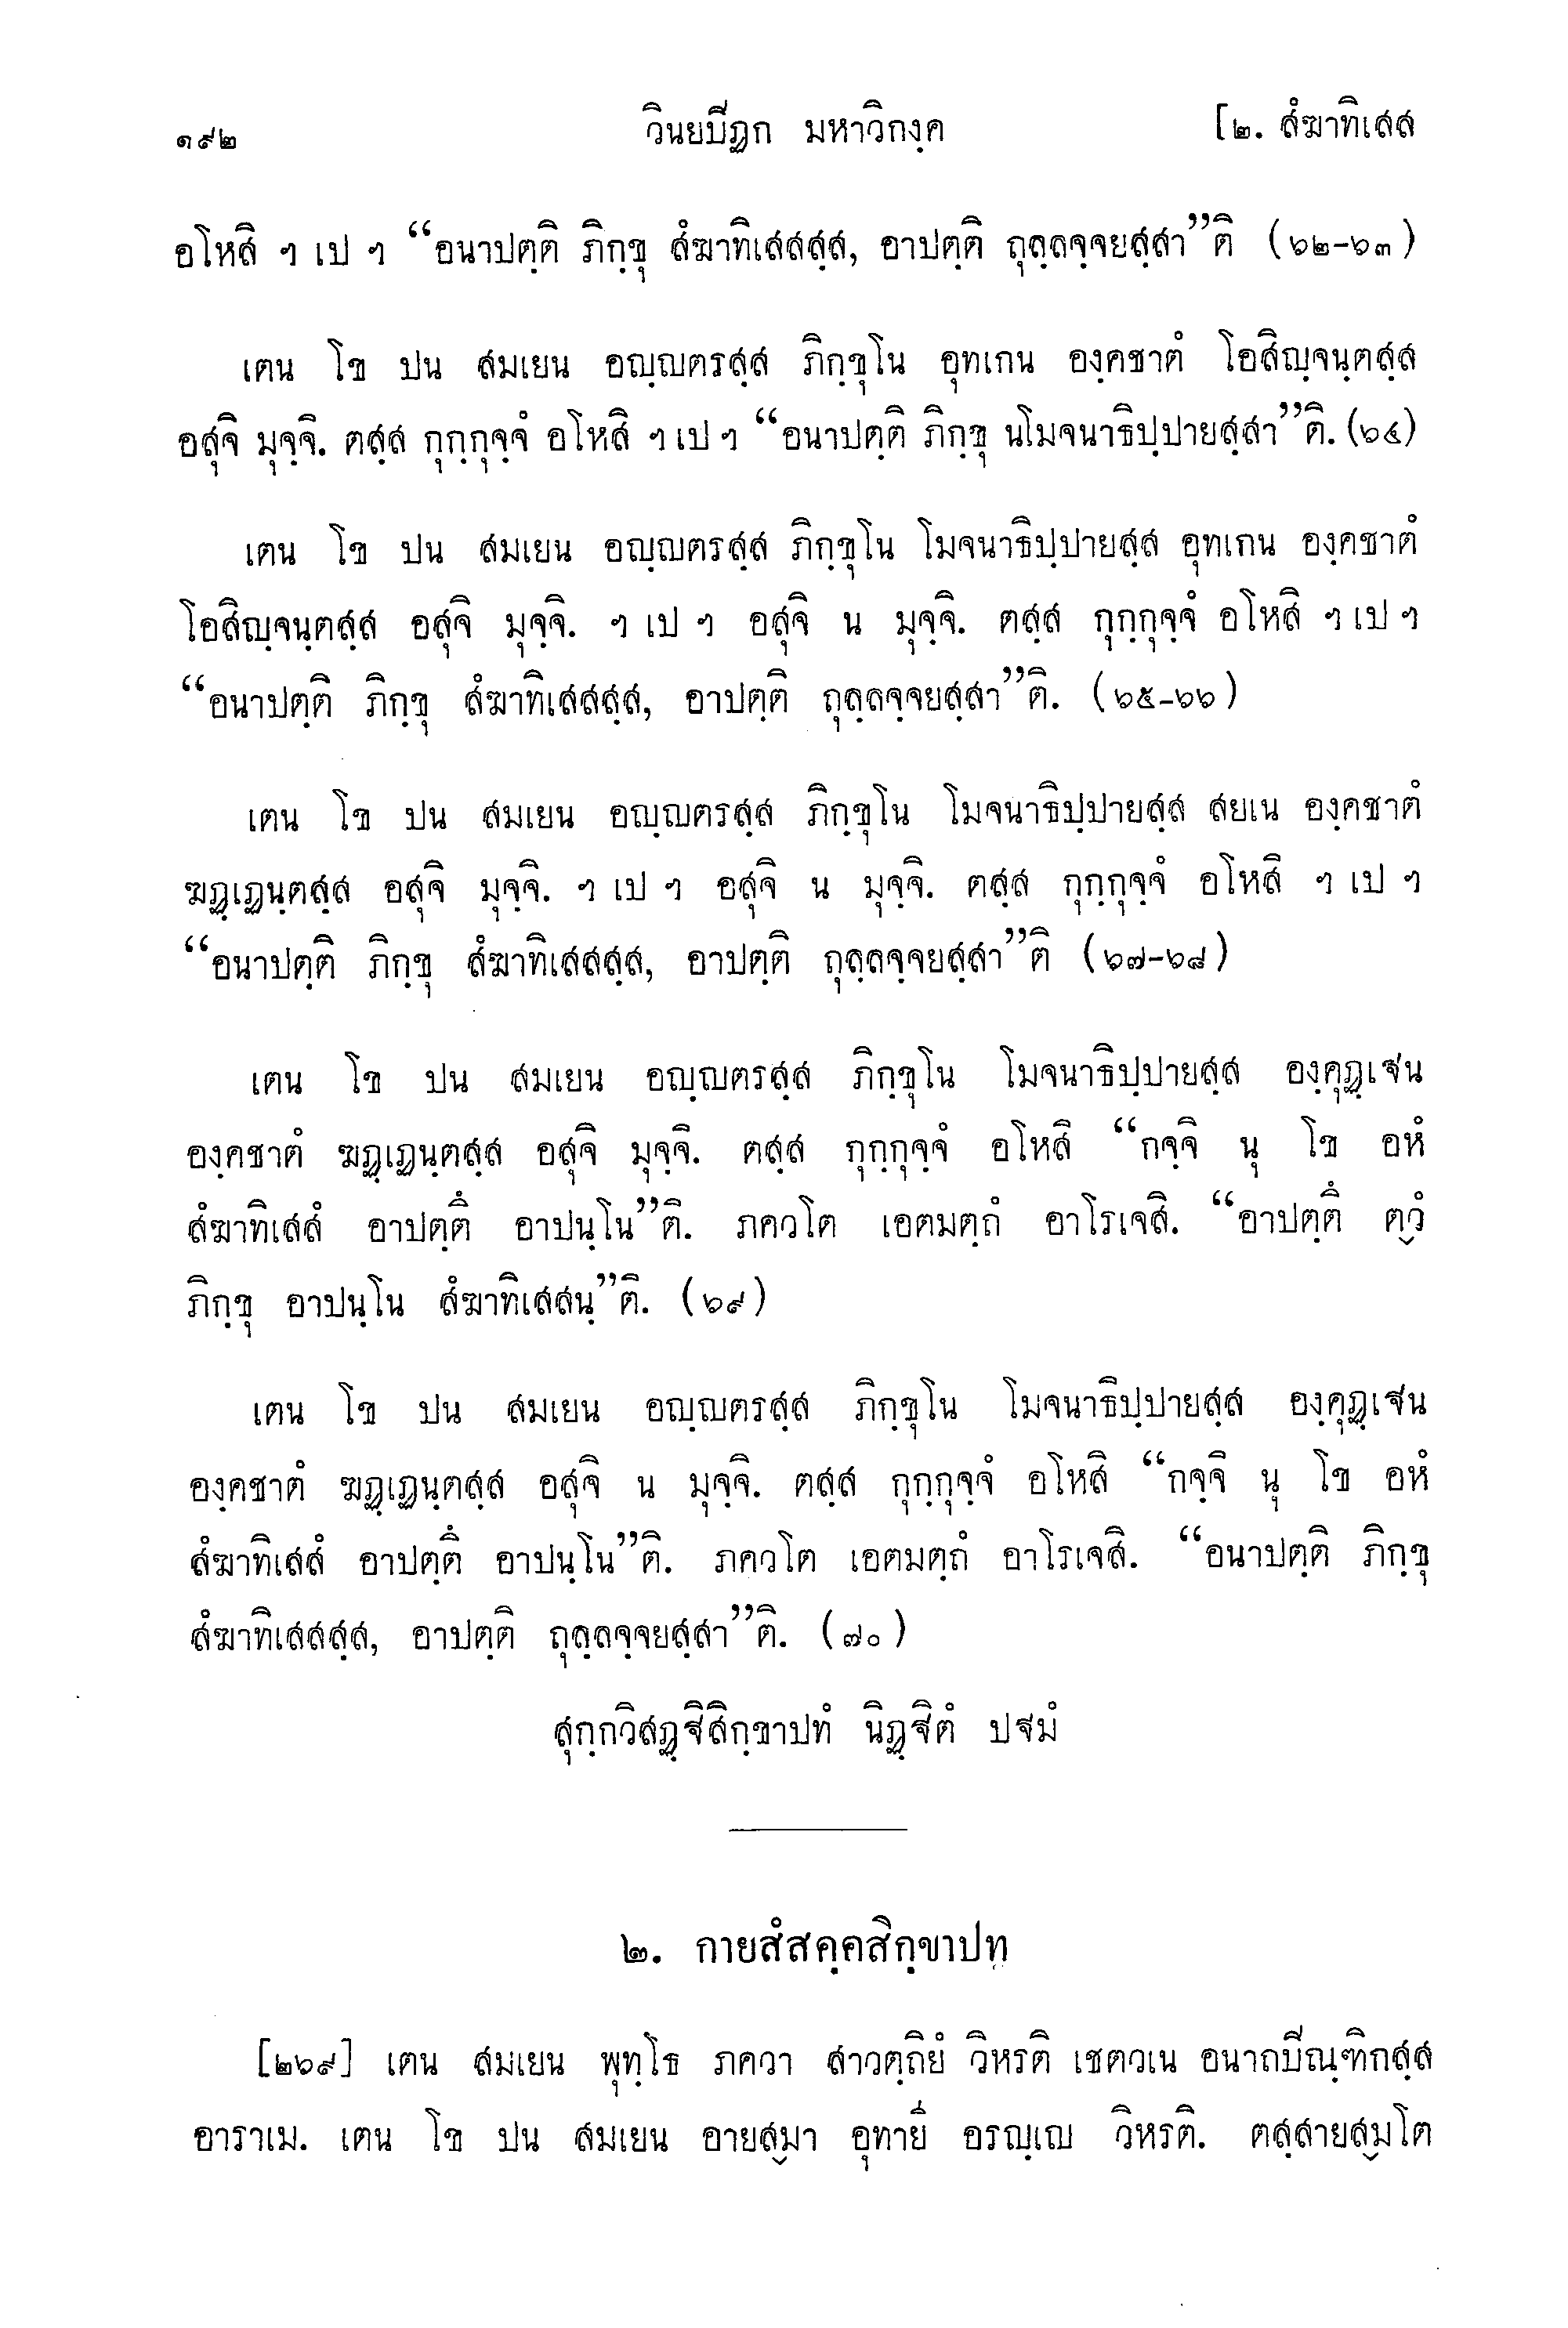 ๑๙๒ วินยปีฏก มหาวิภงฺค [๒. สํฆาทิเสส
อโหสิ ฯ เป ฯ “อนาปตฺติ ภิกฺขุ สํฆาทิเสสสฺส, อาปตฺติ ถุลฺลจฺจยสฺสา”ติ (๖๒-๖๓)
เตน โข ปน สมเยน อญฺญตรสฺส ภิกฺขุโน อุทเกน องฺคชาตํ โอสิญฺจนฺตสฺส
อสุจิ มุจฺจิ. ตสฺส กุกฺกุจฺจํ อโหสิ ฯ เป ฯ “อนาปตฺติ ภิกฺขุ นโมจนาธิปฺปายสฺสา”ติ. (๖๔)
เตน โข ปน สมเยน อญฺญตรสฺส ภิกฺขุโน โมจนาธิปฺปายสฺส อุทเกน องฺคชาตํ
โอสิญฺจนฺตสฺส อสุจิ มุจฺจิ. ฯ เป ฯ อสุจิ น มุจฺจิ. ตสฺส กุกฺกุจฺจํ อโหสิ ฯ เป ฯ
“อนาปตฺติ ภิกฺขุ สํฆาทิเสสสฺส, อาปตฺติ ถุลฺลจฺจยสฺสา”ติ. (๖๕-๖๖)
เตน โข ปน สมเยน อญฺญตรสฺส ภิกฺขุโน โมจนาธิปฺปายสฺส สยเน องฺคชาตํ
ฆฏฺเฏนฺตสฺส อสุจิ มุจฺจิ. ฯ เป ฯ อสุจิ น มุจฺจิ. ตสฺส กุกฺกุจฺจํ อโหสิ ฯ เป ฯ
“อนาปตฺติ ภิกฺขุ สํฆาทิเสสสฺส, อาปตฺติ ถุลฺลจฺจยสฺสา”ติ (๖๗-๖๘)
เตน โข ปน สมเยน อญฺญตรสฺส ภิกฺขุโน โมจนาธิปฺปายสฺส องฺคุฏฺเฐน
องฺคชาตํ ฆฏฺเฏนฺตสฺส อสุจิ มุจฺจิ. ตสฺส กุกฺกุจฺจํ อโหสิ “กจฺจิ นุ โข อหํ
สํฆาทิเสสํ อาปตฺตึ อาปนฺโน”ติ. ภควโต เอตมตฺถํ อาโรเจสิ. “อาปตฺตึ ตฺวํ
ภิกฺขุ อาปนฺโน สํฆาทิเสสนฺ”ติ. (๖๙)
เตน โข ปน สมเยน อญฺญตรสฺส ภิกฺขุโน โมจนาธิปฺปายสฺส องฺคุฏฺเฐน
องฺคชาตํ ฆฏฺเฏนฺตสฺส อสุจิ น มุจฺจิ. ตสฺส กุกฺกุจฺจํ อโหสิ “กจฺจิ นุ โข อหํ
สํฆาทิเสสํ อาปตฺตึ อาปนฺโน”ติ. ภควโต เอตมตฺถํ อาโรเจสิ. “อนาปตฺติ ภิกฺขุ
สํฆาทิเสสสฺส, อาปตฺติ ถุลฺลจฺจยสฺสา”ติ. (๗๐)
สุกฺกวิสฏฺฐิสิกฺขาปทํ นิฏฺฐิตํ ปฐมํ
๒. กายสํสคฺคสิกฺขาปทฺ
[๒๖๙] เตน สมเยน พุทฺโธ ภควา สาวตฺถิยํ วิหรติ เชตวเน อนาถปีณฺฑิกสฺส
อาราเม. เตน โข ปน สมเยน อายสฺมา อุทายี อรญฺเญ วิหรติ. ตสฺสายสฺมโต